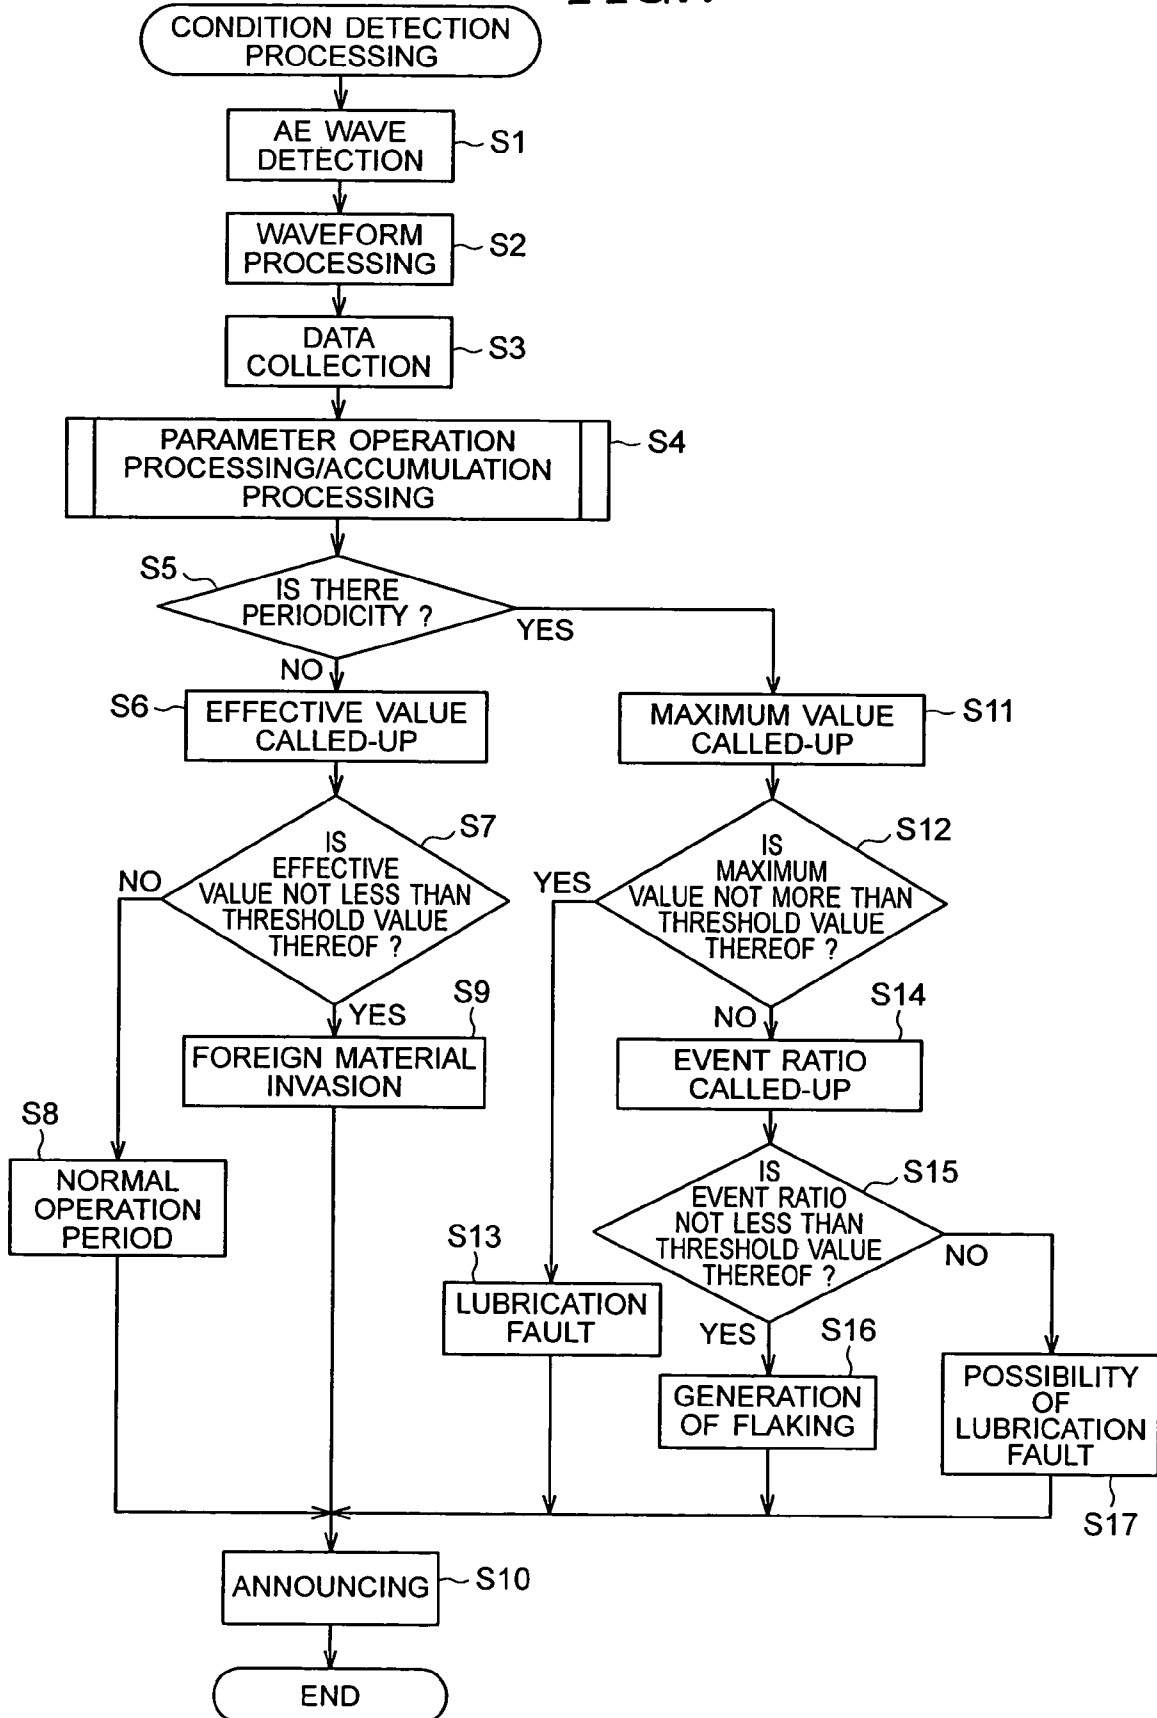 CONDITION DETECTION
PROCESSING
AE WAVE
DETECTION
S1
WAVEFORM
PROCESSING
S2
DATA
COLLECTION
S3
PARAMETER OPERATION
PROCESSING/ACCUMULATION
PROCESSING
S4
S5
IS THERE
PERIODICITY ?
YES
NO
S6
EFFECTIVE VALUE
CALLED-UP
MAXIMUM VALUE
CALLED-UP
S11
S7
IS
EFFECTIVE
VALUE NOT LESS THAN
THRESHOLD VALUE
THEREOF ?
NO
YES
S12
IS
MAXIMUM
VALUE NOT MORE THAN
THRESHOLD VALUE
THEREOF ?
YES
NO
S9
FOREIGN MATERIAL
INVASION
S14
EVENT RATIO
CALLED-UP
S8
NORMAL
OPERATION
PERIOD
S15
IS
EVENT RATIO
NOT LESS THAN
THRESHOLD VALUE
THEREOF ?
NO
YES
S13
LUBRICATION
FAULT
S16
GENERATION
OF FLAKING
POSSIBILITY
OF
LUBRICATION
FAULT
S17
ANNOUNCING
S10
END